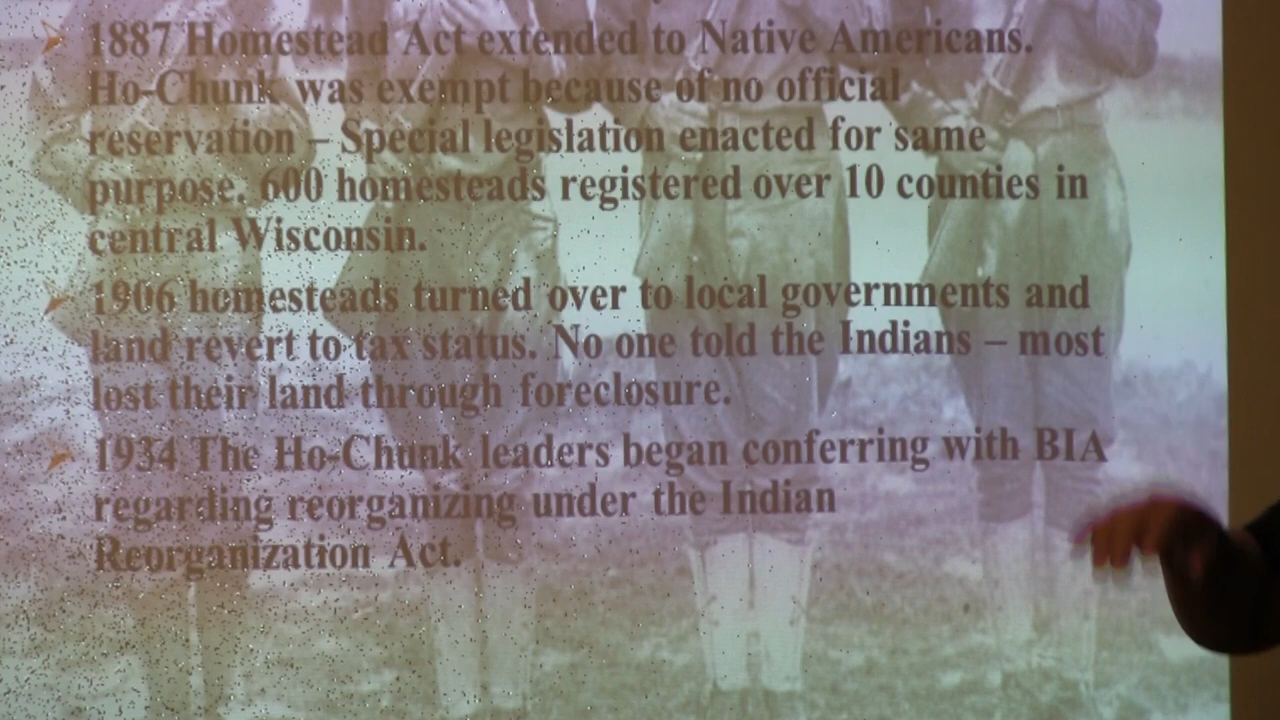 1887 Homestead Act extended to Native Americans.
Ho-Chunk was exempt because of no official
reservation – Special legislation enacted for same
purpose. 600 homesteads registered over 10 counties in
central Wisconsin.
1906 homesteads turned over to local governments and
land revert to tax status. No one told the Indians – most
lost their land through foreclosure.
1934 The Ho-Chunk leaders began conferring with BIA
regarding reorganizing under the Indian
Reorganization Act.